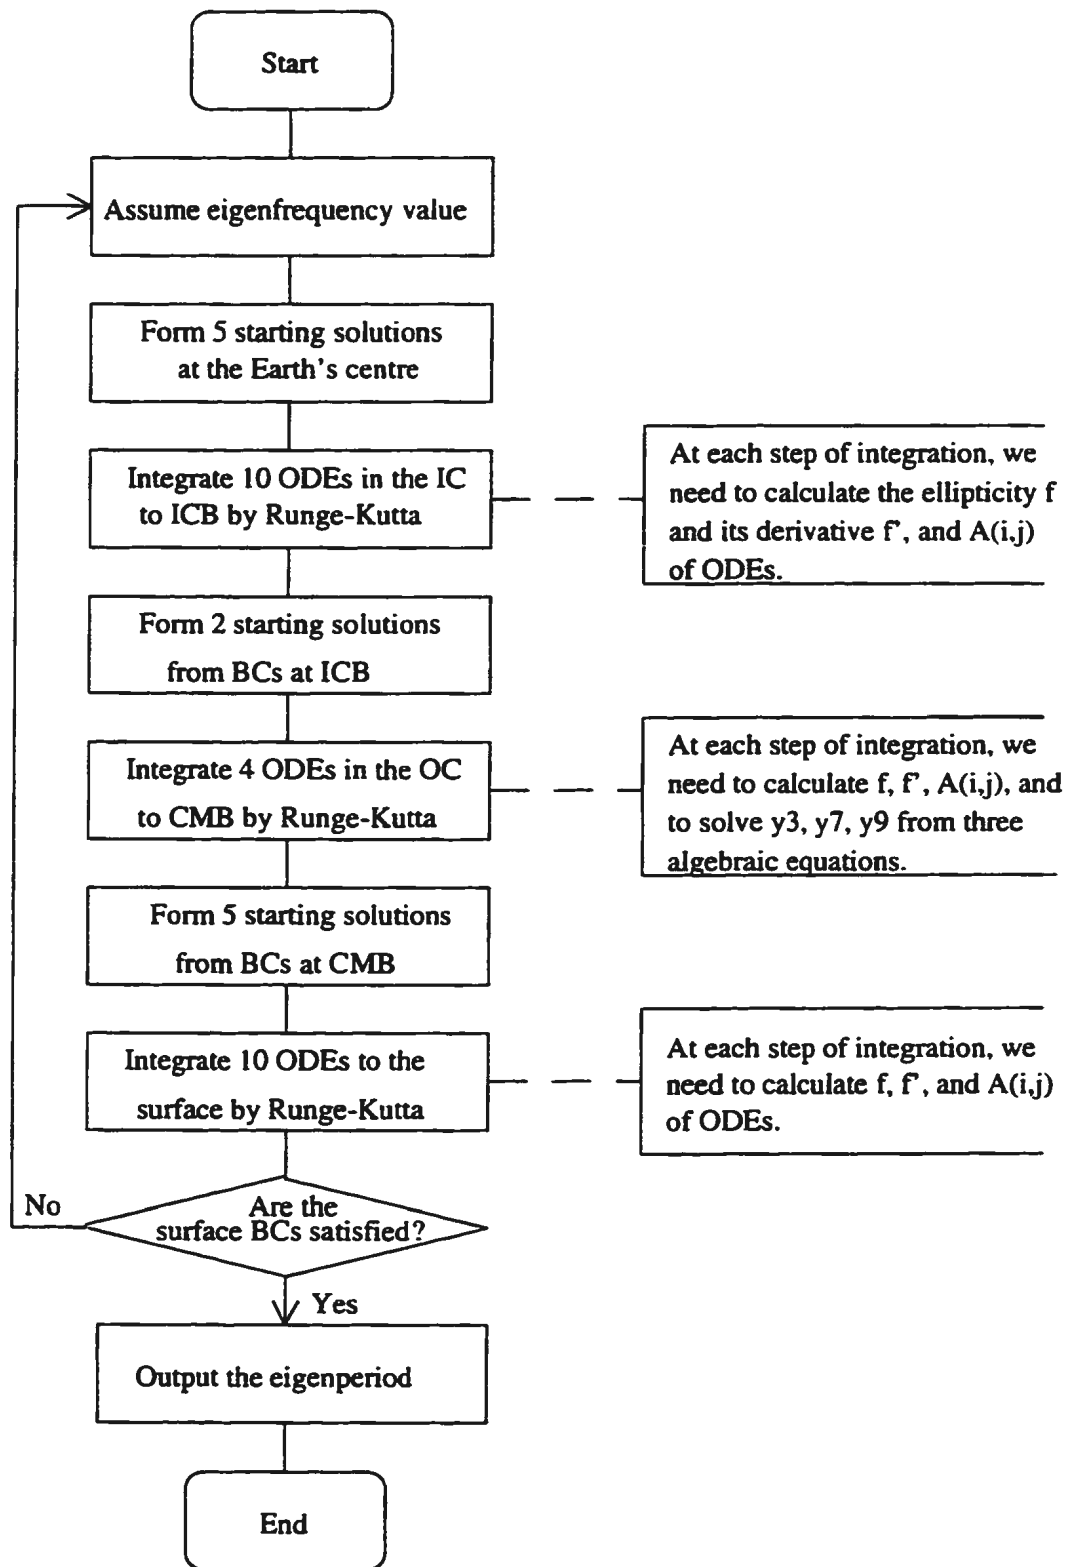 Start
Assume eigenfrequency value
Form 5 starting solutions
at the Earth's centre
Integrate 10 ODEs in the IC
to ICB by Runge-Kutta
At each step of integration, we
need to calculate the ellipticity f
and its derivative f', and A(i,j)
of ODEs.
Form 2 starting solutions
from BCs at ICB
Integrate 4 ODEs in the OC
to CMB by Runge-Kutta
At each step of integration, we
need to calculate f, f', A(i,j), and
to solve y3, y7, y9 from three
algebraic equations.
Form 5 starting solutions
from BCs at CMB
Integrate 10 ODEs to the
surface by Runge-Kutta
At each step of integration, we
need to calculate f, f', and A(i,j)
of ODEs.
Are the
surface BCs satisfied?
No
Yes
Output the eigenperiod
End